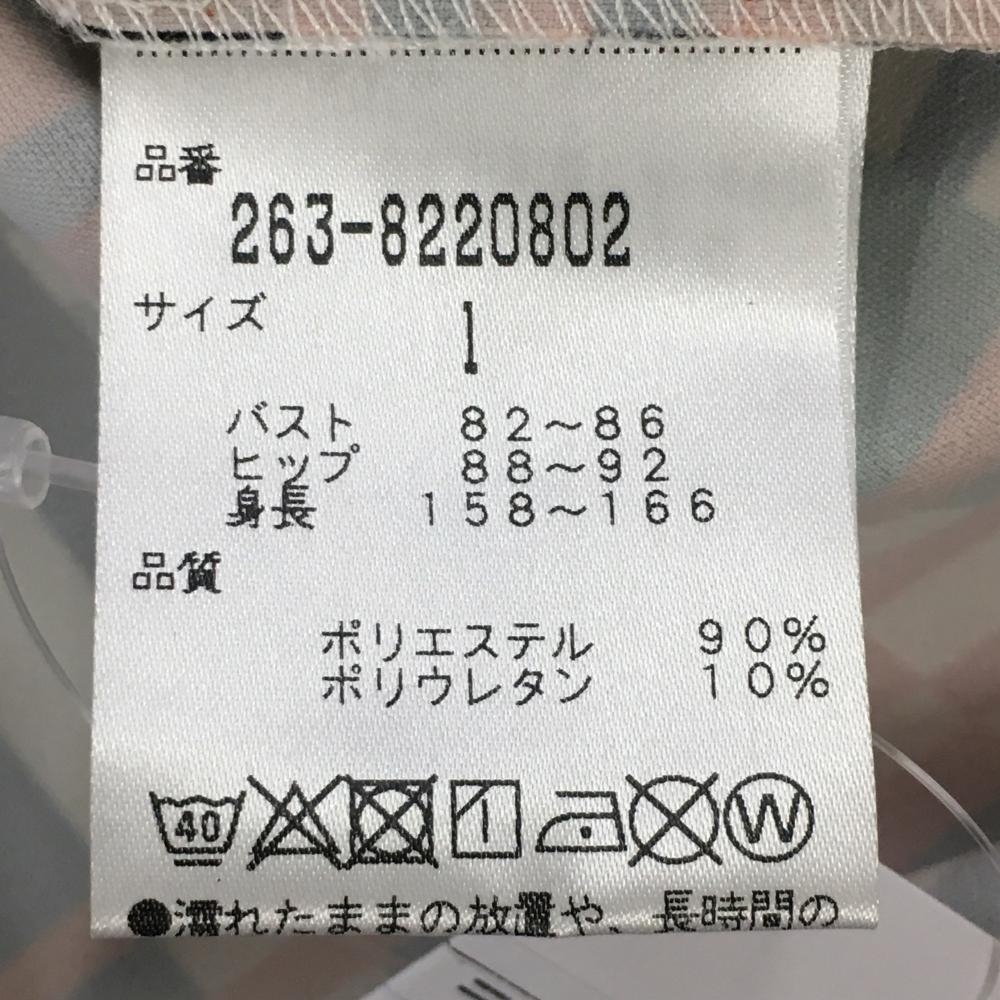 品番
263-8220802
サイズ
1
バスト 82〜86
ヒップ 88〜92
身長 158〜166
品質
ポリエステル 90%
ポリウレタン 10%
40 W
●濡れたままの放置や、長時間の